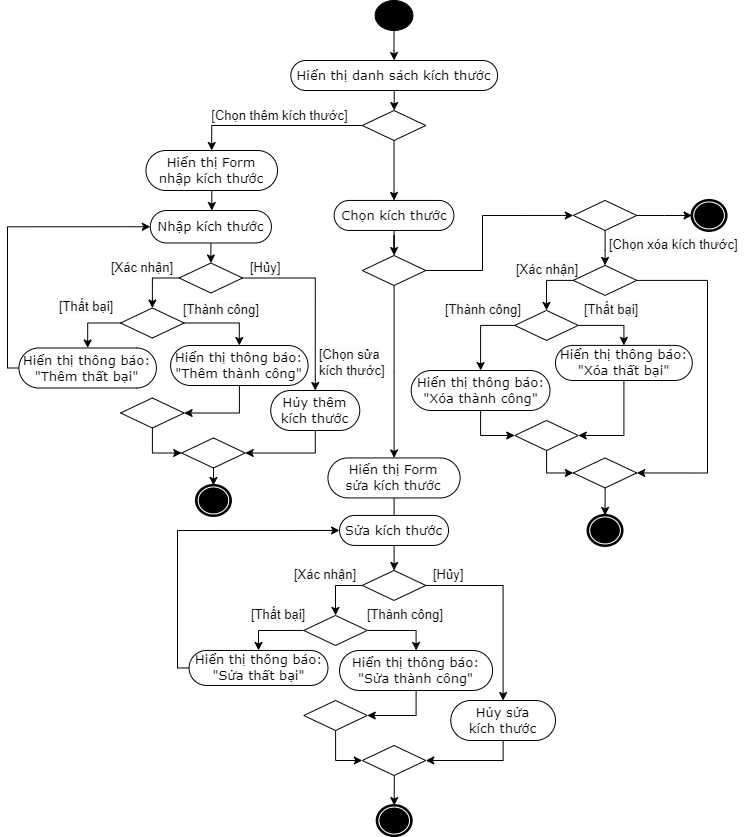 Hiển thị danh sách kích thước
[Chọn thêm kích thước]
Hiển thị Form
nhập kích thước
Nhập kích thước
Chọn kích thước
[Chọn xóa kích thước]
[Xác nhận]
[Hủy]
[Xác nhận]
[Thất bại]
[Thành công]
[Thành công]
[Thất bại]
Hiển thị thông báo:
"Thêm thất bại"
Hiển thị thông báo:
"Thêm thành công"
[Chọn sửa
kích thước]
Hiển thị thông báo:
"Xóa thành công"
Hiển thị thông báo:
"Xóa thất bại"
Hủy thêm
kích thước
Hiển thị Form
sửa kích thước
Sửa kích thước
[Xác nhận]
[Hủy]
[Thất bại]
[Thành công]
Hiển thị thông báo:
"Sửa thất bại"
Hiển thị thông báo:
"Sửa thành công"
Hủy sửa
kích thước